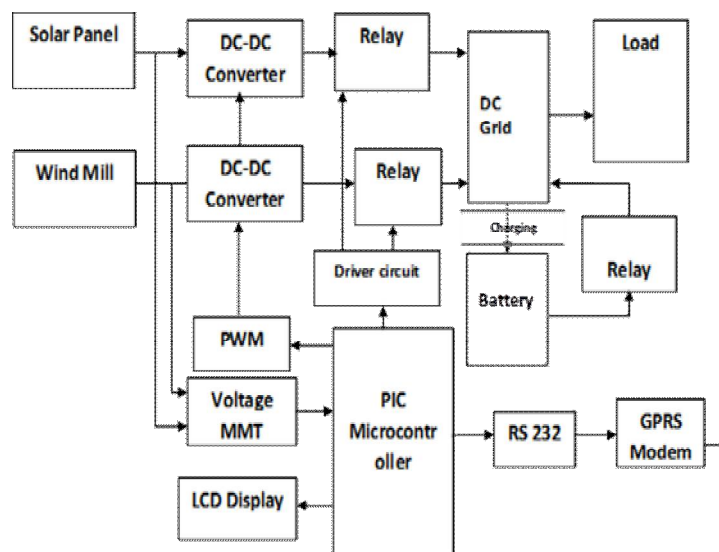 Solar Panel
DC-DC
Converter
Relay
DC
Grid
Load
Wind Mill
DC-DC
Converter
Relay
Charging
Relay
Driver circuit
Battery
PWM
Voltage
MMT
PIC
Microcontr
oller
RS 232
GPRS
Modem
LCD Display